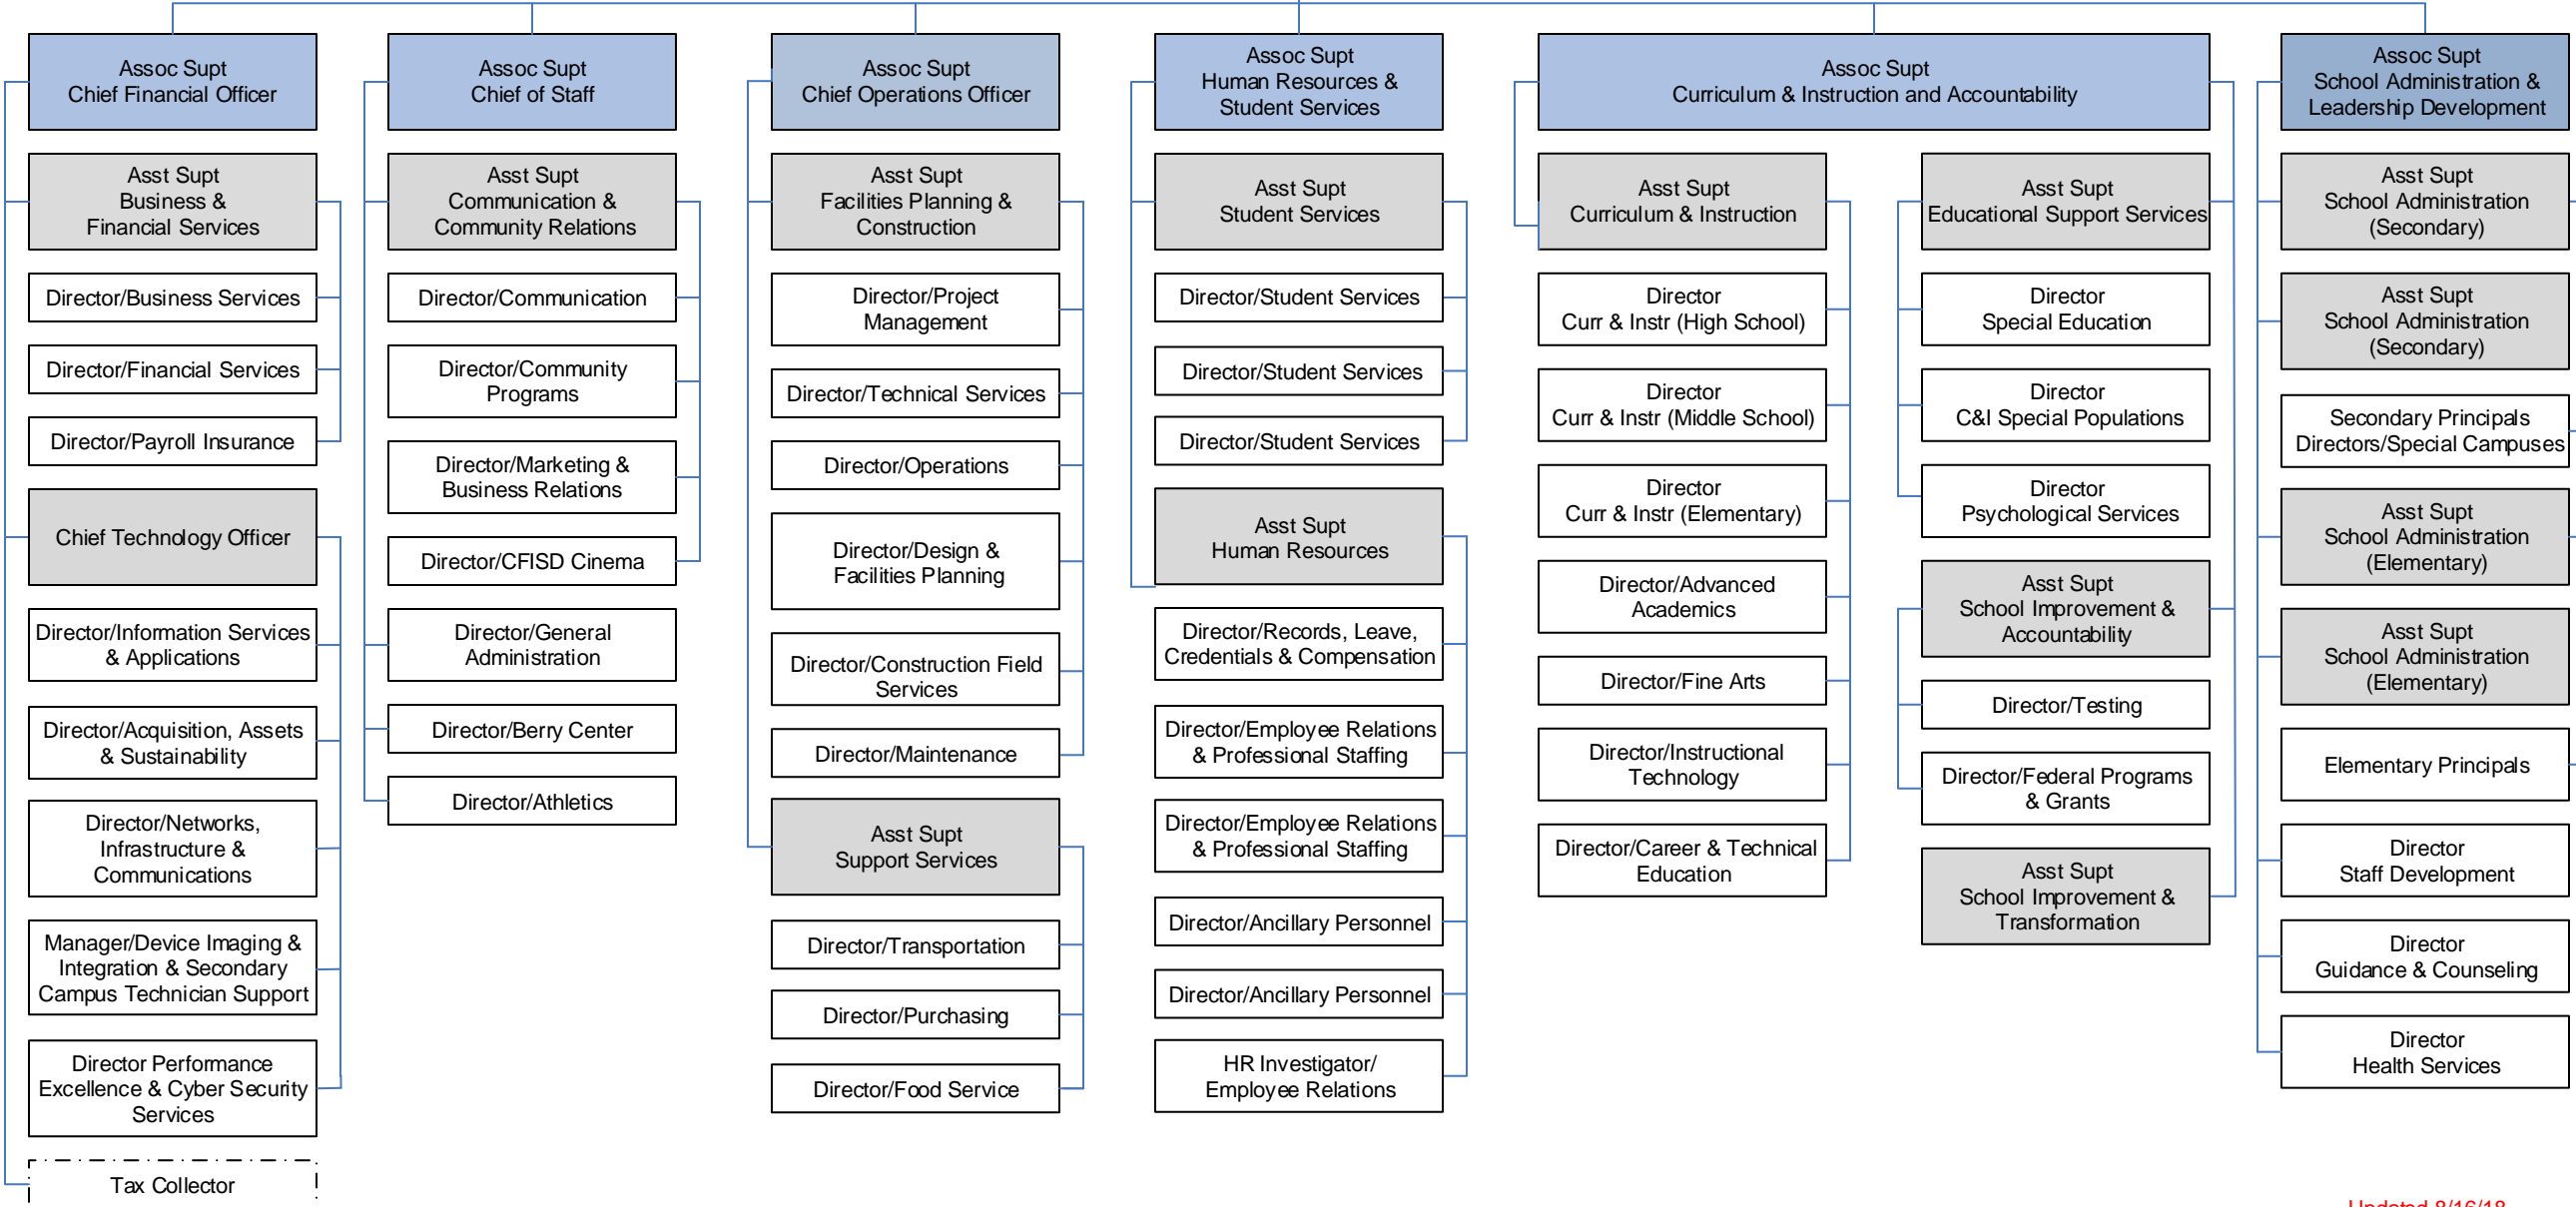 Assoc Supt
Chief Financial Officer
Asst Supt
Business &
Financial Services
Director/Business Services
Director/Financial Services
Director/Payroll Insurance
Chief Technology Officer
Director/Information Services
& Applications
Director/Acquisition, Assets
& Sustainability
Director/Networks,
Infrastructure &
Communications
Manager/Device Imaging &
Integration & Secondary
Campus Technician Support
Director Performance
Excellence & Cyber Security
Services
Tax Collector
Assoc Supt
Chief of Staff
Asst Supt
Communication &
Community Relations
Director/Communication
Director/Community
Programs
Director/Marketing &
Business Relations
Director/CFISD Cinema
Director/General
Administration
Director/Berry Center
Director/Athletics
Assoc Supt
Chief Operations Officer
Asst Supt
Facilities Planning &
Construction
Director/Project
Management
Director/Technical Services
Director/Operations
Director/Design &
Facilities Planning
Director/Construction Field
Services
Director/Maintenance
Asst Supt
Support Services
Director/Transportation
Director/Purchasing
Director/Food Service
Assoc Supt
Human Resources &
Student Services
Asst Supt
Student Services
Director/Student Services
Director/Student Services
Director/Student Services
Asst Supt
Human Resources
Director/Records, Leave,
Credentials & Compensation
Director/Employee Relations
& Professional Staffing
Director/Employee Relations
& Professional Staffing
Director/Ancillary Personnel
Director/Ancillary Personnel
HR Investigator/
Employee Relations
Assoc Supt
Curriculum & Instruction and Accountability
Asst Supt
Curriculum & Instruction
Director
Curr & Instr (High School)
Director
Curr & Instr (Middle School)
Director
Curr & Instr (Elementary)
Director/Advanced
Academics
Director/Fine Arts
Director/Instructional
Technology
Director/Career & Technical
Education
Asst Supt
Educational Support Services
Director
Special Education
Director
C&I Special Populations
Director
Psychological Services
Asst Supt
School Improvement &
Accountability
Director/Testing
Director/Federal Programs
& Grants
Asst Supt
School Improvement &
Transformation
Assoc Supt
School Administration &
Leadership Development
Asst Supt
School Administration
(Secondary)
Asst Supt
School Administration
(Secondary)
Secondary Principals
Directors/Special Campuses
Asst Supt
School Administration
(Elementary)
Asst Supt
School Administration
(Elementary)
Elementary Principals
Director
Staff Development
Director
Guidance & Counseling
Director
Health Services
Updated 8/16/18